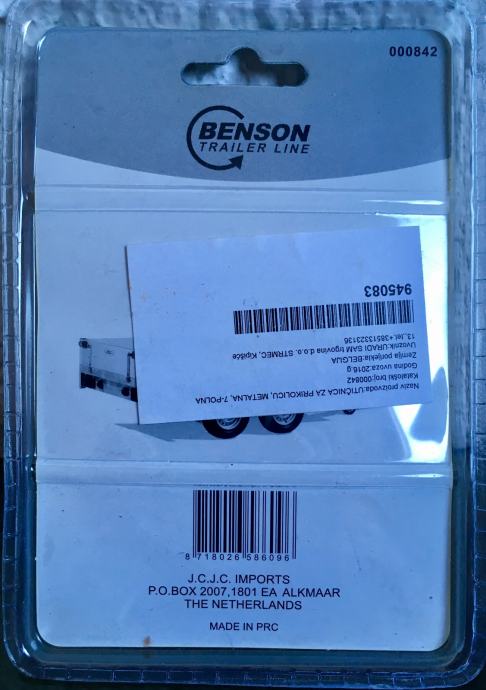 000842
BENSON
TRAILER LINE
Naziv proizvoda:UTIČNICA ZA PRIKOLICU, METALNA,7-POLNA
Kataloški broj:000842
Godina uvoza:2016.g
Zemlja porijekla:BELGIJA
Uvoznik:URADI SAM trgovina d.o.o. STRMEC, Kipišće
13.,tel.+38513323136
945083
8 718026 586096
J.C.J.C. IMPORTS
P.O.BOX 2007,1801 EA ALKMAAR
THE NETHERLANDS
MADE IN PRC